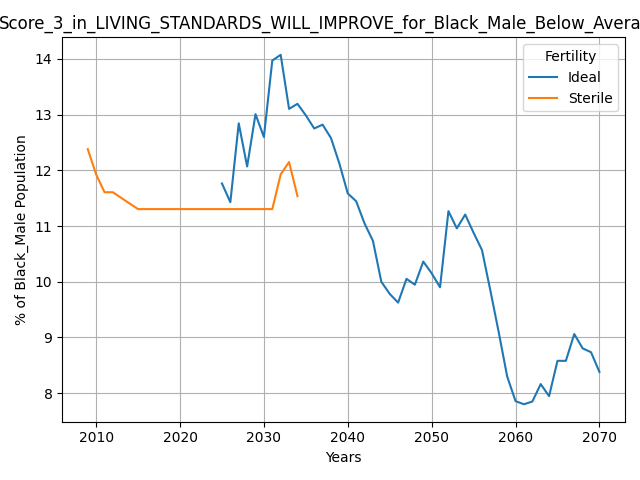 Score_3_in_LIVING_STANDARDS_WILL_IMPROVE_for_Black_Male_Below_Avera
Fertility
Ideal
Sterile
% of Black_Male Population
14
13
12
11
10
9
8
2010 2020 2030 2040 2050 2060 2070
Years